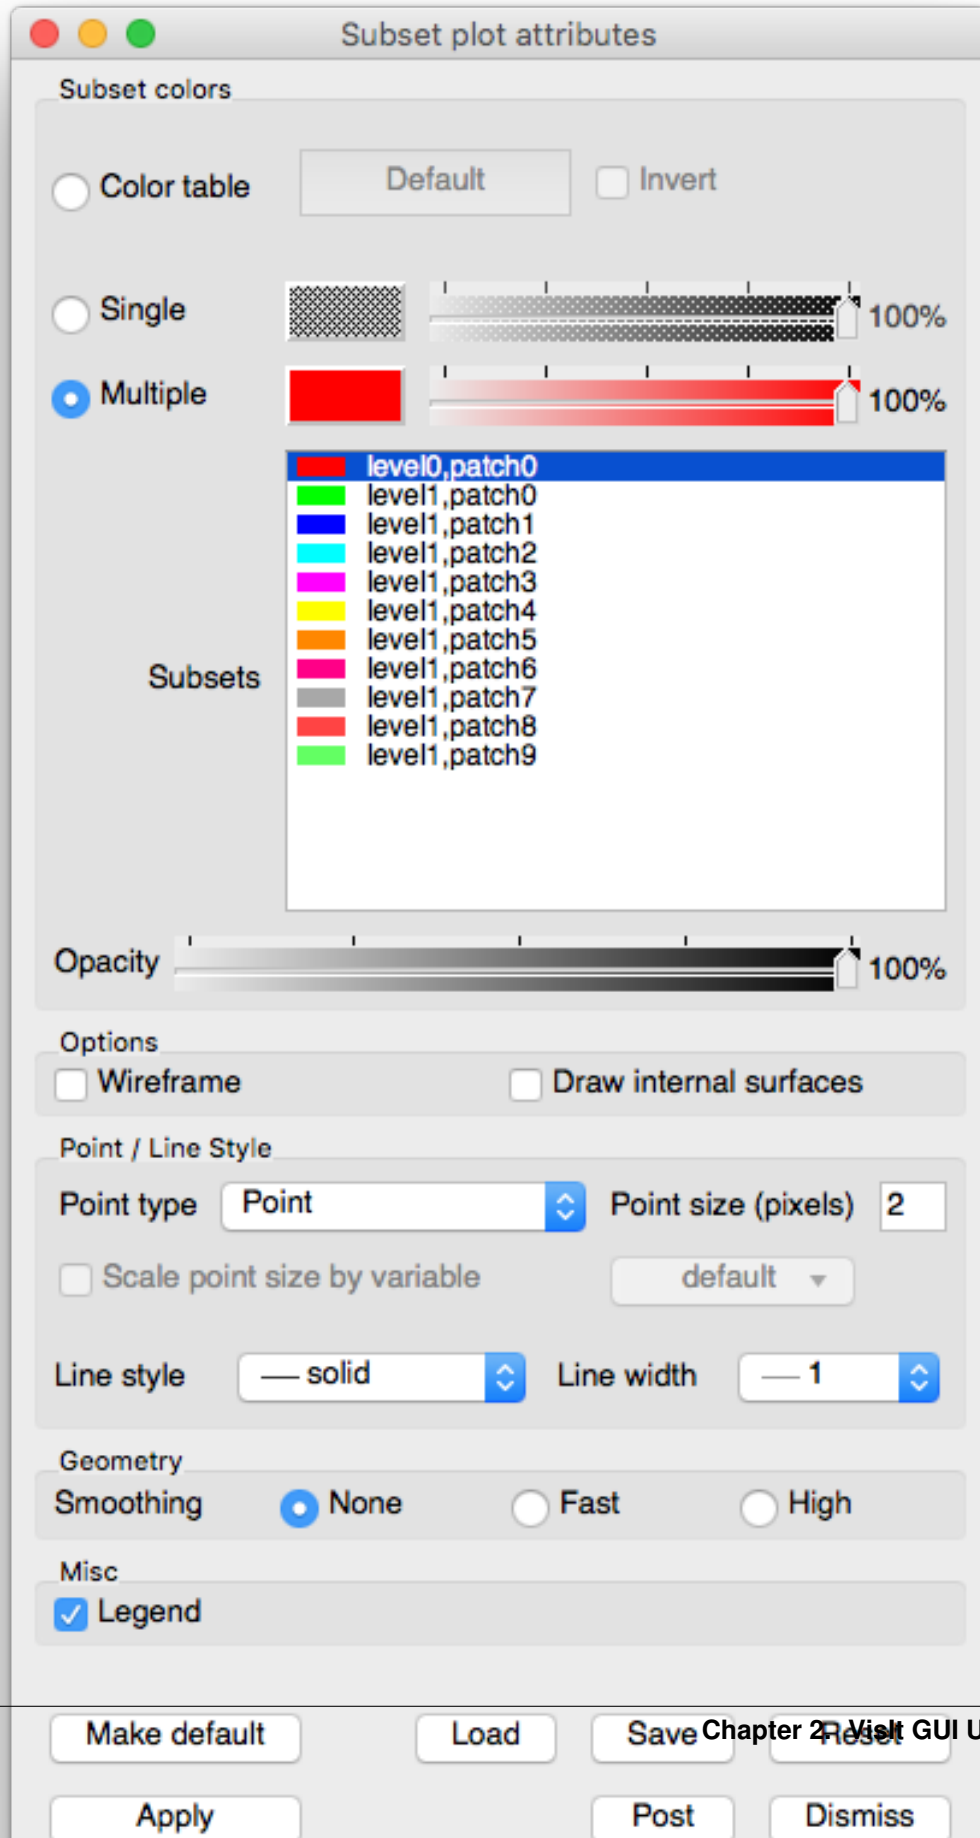 Subset plot attributes
Subset colors
Color table Default Invert
Single 100%
Multiple 100%
level0,patch0
level1,patch0
level1,patch1
level1,patch2
level1,patch3
level1,patch4
level1,patch5
Subsets level1,patch6
level1,patch7
level1,patch8
level1,patch9
Opacity 100%
Options
Wireframe Draw internal surfaces
Point / Line Style
Point type Point Point size (pixels) 2
Scale point size by variable default
Line style solid Line width 1
Geometry
Smoothing None Fast High
Misc
Legend
Make default Load Save Reset
Chapter 2. VisIt GUI U
Apply Post Dismiss